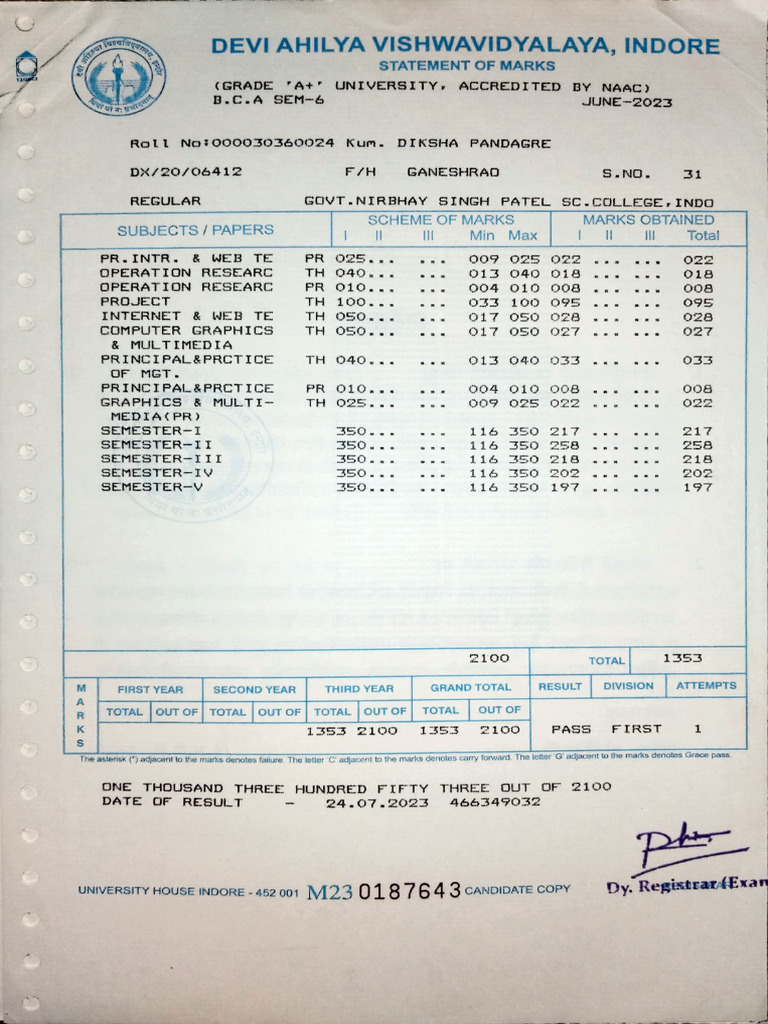 DEVI AHILYA VISHWAVIDYALAYA, INDORE
STATEMENT OF MARKS
(GRADE 'A+' UNIVERSITY, ACCREDITED BY NAAC)
B.C.A SEM-6 JUNE-2023
Roll No:000030360024 Kum. DIKSHA PANDAGRE
DX/20/06412 F/H GANESHRAO S.NO. 31
REGULAR GOVT.NIRBHAY SINGH PATEL SC.COLLEGE,INDO
SUBJECTS / PAPERS SCHEME OF MARKS MARKS OBTAINED
I II III Min Max I II III Total
PR.INTR. & WEB TE PR 025... ... 009 025 022 ... ... 022
OPERATION RESEARC TH 040... ... 013 040 018 ... ... 018
OPERATION RESEARC PR 010... ... 004 010 008 ... ... 008
PROJECT TH 100... ... 033 100 095 ... ... 095
INTERNET & WEB TE TH 050... ... 017 050 028 ... ... 028
COMPUTER GRAPHICS TH 050... ... 017 050 027 ... ... 027
& MULTIMEDIA
PRINCIPAL&PRCTICE TH 040... ... 013 040 033 ... ... 033
OF MGT.
PRINCIPAL&PRCTICE PR 010... ... 004 010 008 ... ... 008
GRAPHICS & MULTI- TH 025... ... 009 025 022 ... ... 022
MEDIA(PR)
SEMESTER-I 350... ... 116 350 217 ... ... 217
SEMESTER-II 350... ... 116 350 258 ... ... 258
SEMESTER-III 350... ... 116 350 218 ... ... 218
SEMESTER-IV 350... ... 116 350 202 ... ... 202
SEMESTER-V 350... ... 116 350 197 ... ... 197
2100 TOTAL 1353
MARKS FIRST YEAR SECOND YEAR THIRD YEAR GRAND TOTAL RESULT DIVISION ATTEMPTS
TOTAL OUT OF TOTAL OUT OF TOTAL OUT OF TOTAL OUT OF
1353 2100 1353 2100 PASS FIRST 1
The asterisk (*) adjacent to the marks denotes failure. The letter 'C' adjacent to the marks denotes carry forward. The letter 'G' adjacent to the marks denotes Grace pass.
ONE THOUSAND THREE HUNDRED FIFTY THREE OUT OF 2100
DATE OF RESULT - 24.07.2023 466349032
UNIVERSITY HOUSE INDORE - 452 001 M23 0187643 CANDIDATE COPY
Dy. Registrar (Exam